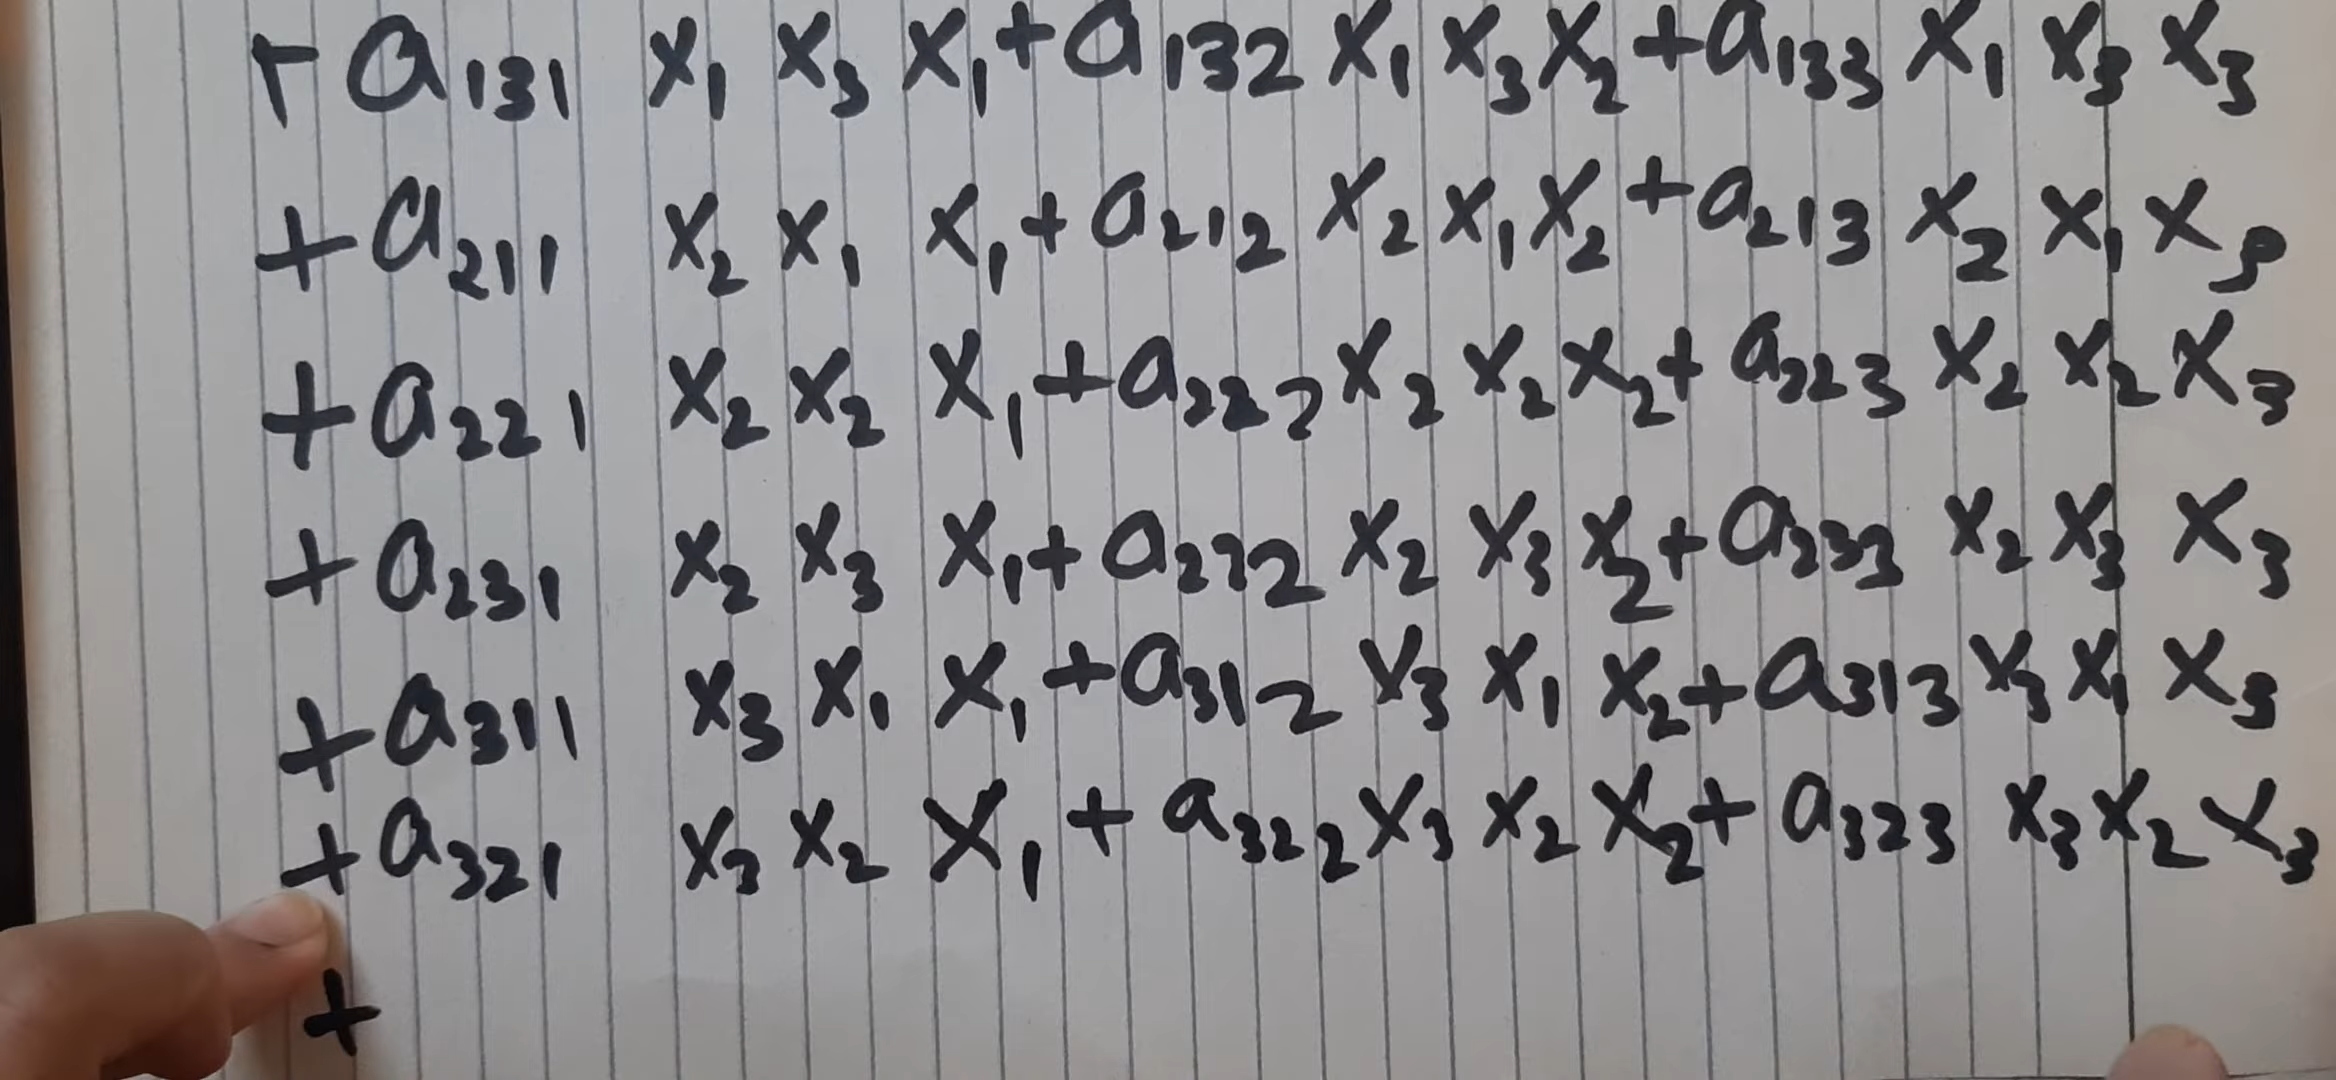 + a₁₃₁ x₁ x₃ x₁ + a₁₃₂ x₁ x₃ x₂ + a₁₃₃ x₁ x₃ x₃
+ a₂₁₁ x₂ x₁ x₁ + a₂₁₂ x₂ x₁ x₂ + a₂₁₃ x₂ x₁ x₃
+ a₂₂₁ x₂ x₂ x₁ + a₂₂₂ x₂ x₂ x₂ + a₂₂₃ x₂ x₂ x₃
+ a₂₃₁ x₂ x₃ x₁ + a₂₃₂ x₂ x₃ x₂ + a₂₃₃ x₂ x₃ x₃
+ a₃₁₁ x₃ x₁ x₁ + a₃₁₂ x₃ x₁ x₂ + a₃₁₃ x₃ x₁ x₃
+ a₃₂₁ x₃ x₂ x₁ + a₃₂₂ x₃ x₂ x₂ + a₃₂₃ x₃ x₂ x₃
+